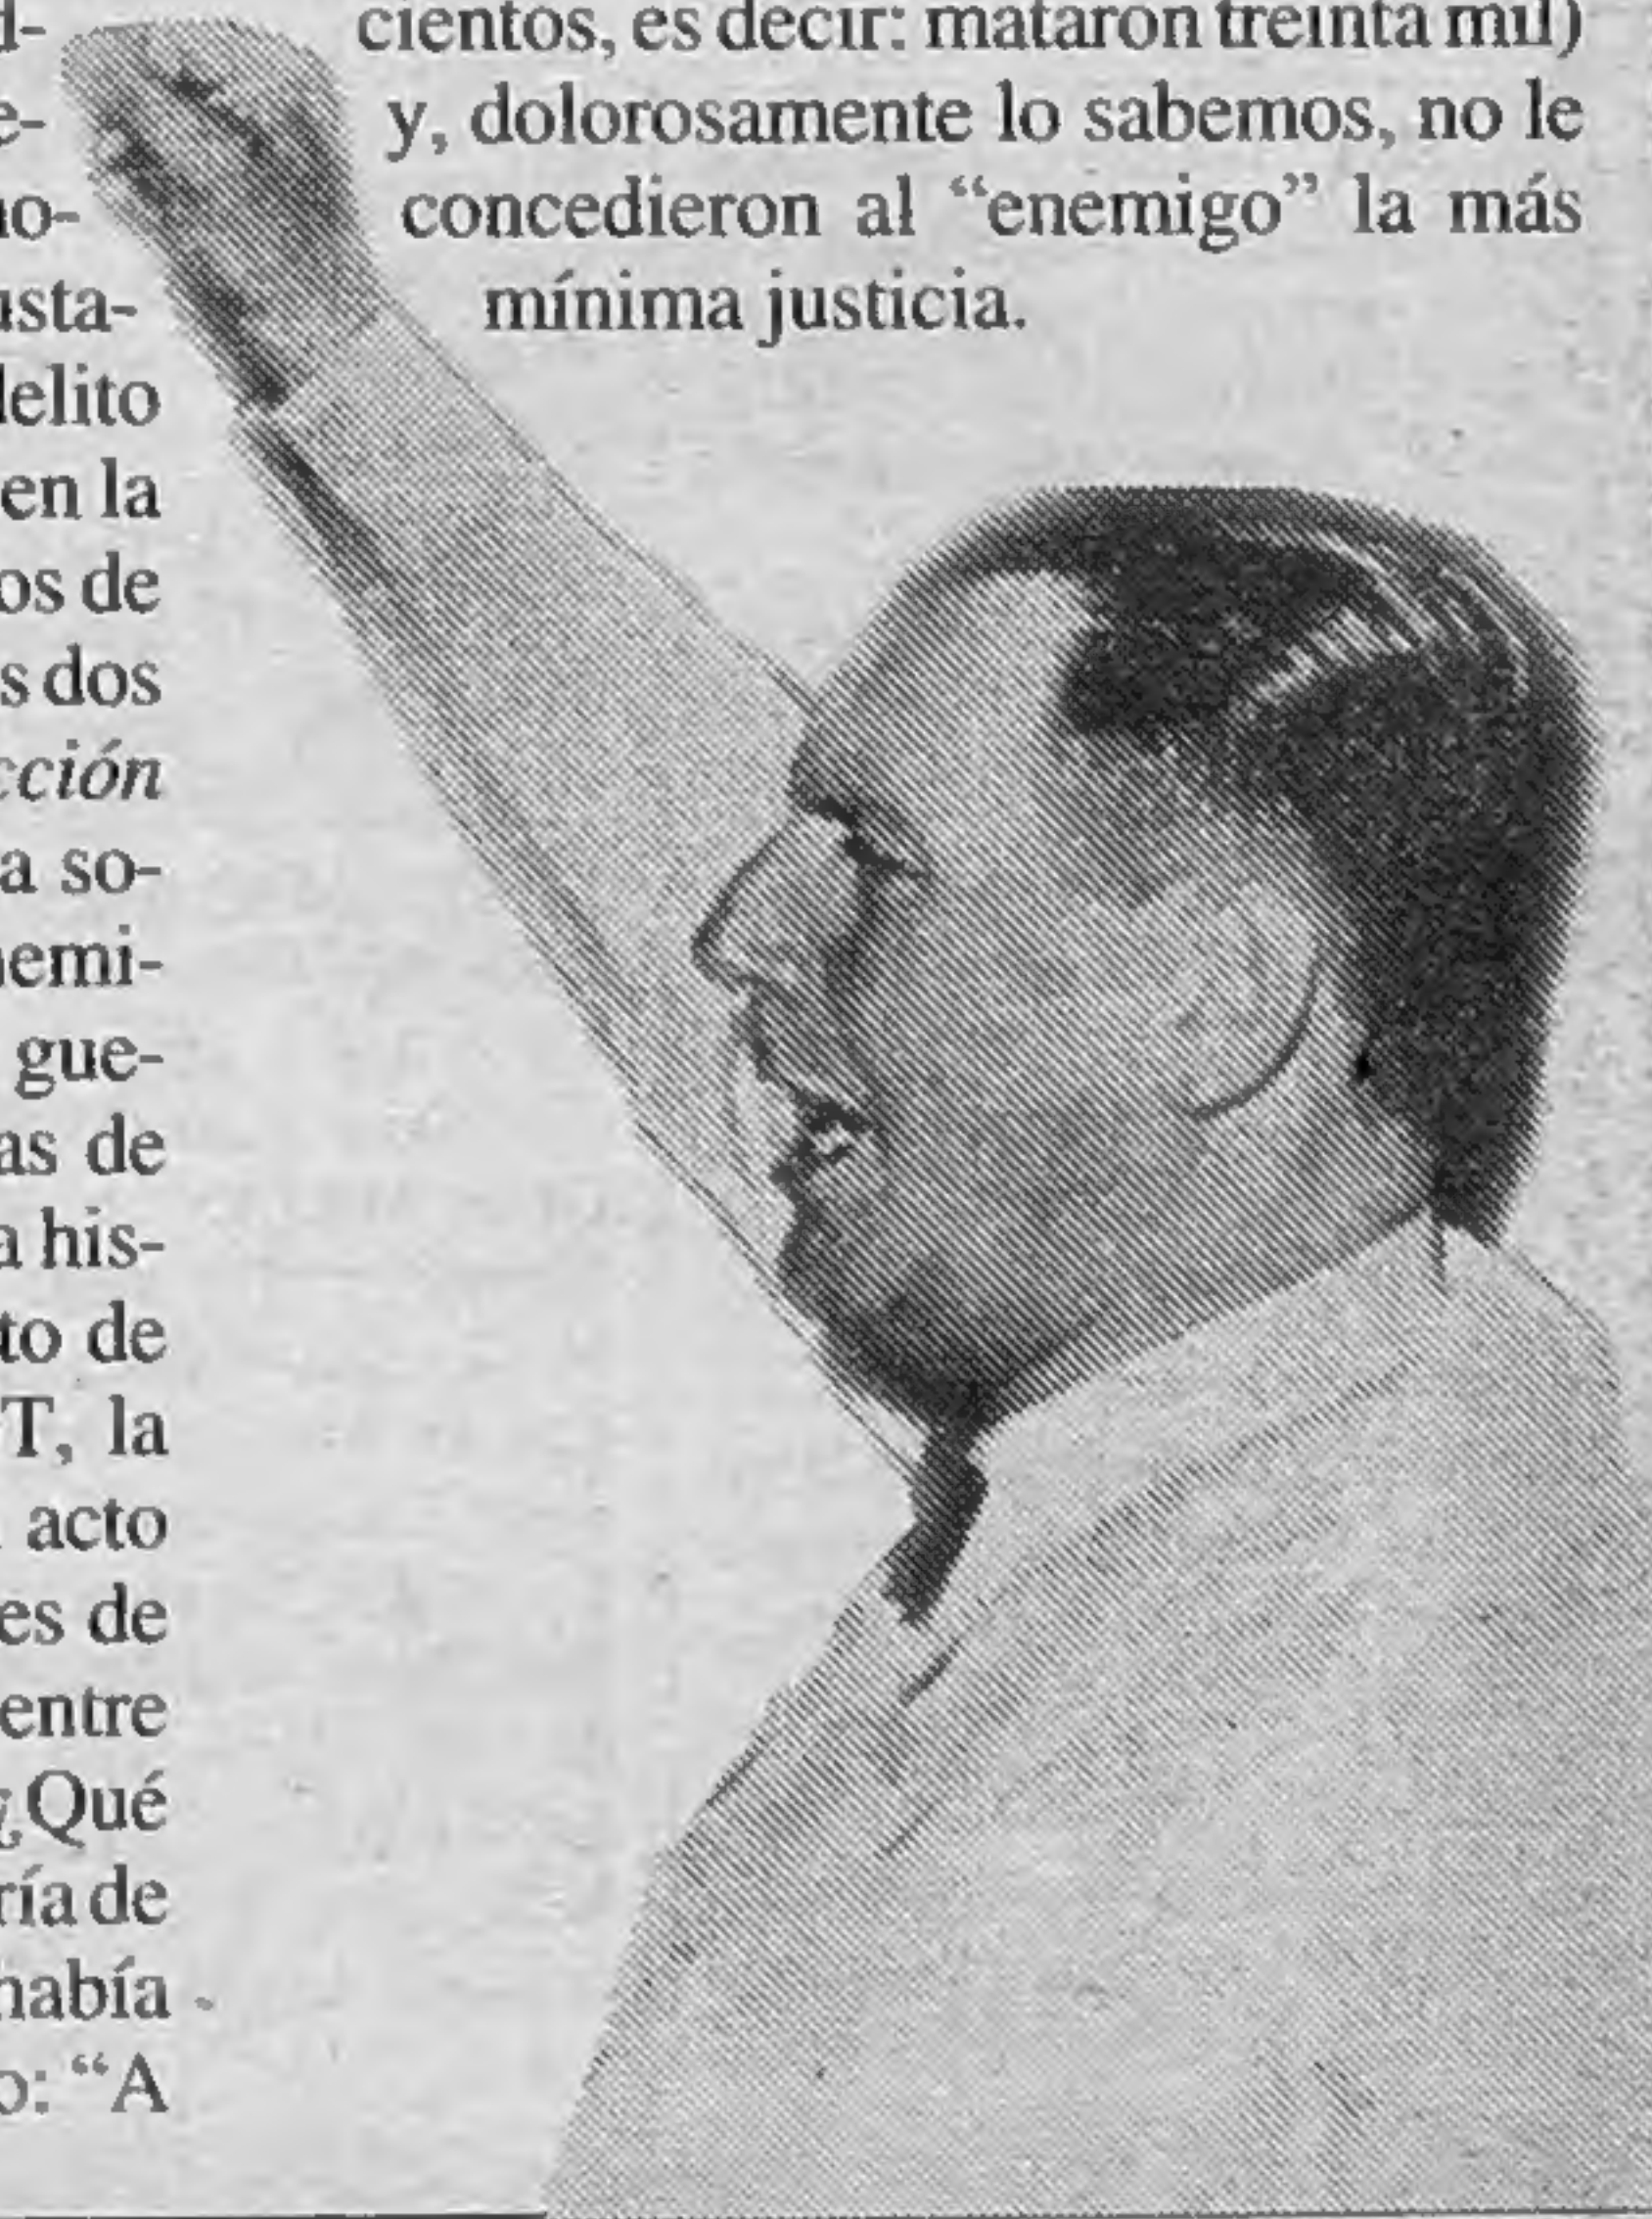 d-
e-
no-
usta-
delito
en la
os de
s dos
cción
a so-
nemi-
gue-
as de
a his-
to de
T, la
acto
es de
entre
¿Qué
ría de
había
o: “A
cientos, es decir: mataron treinta mil)
y, dolorosamente lo sabemos, no le
concedieron al “enemigo” la más
mínima justicia.